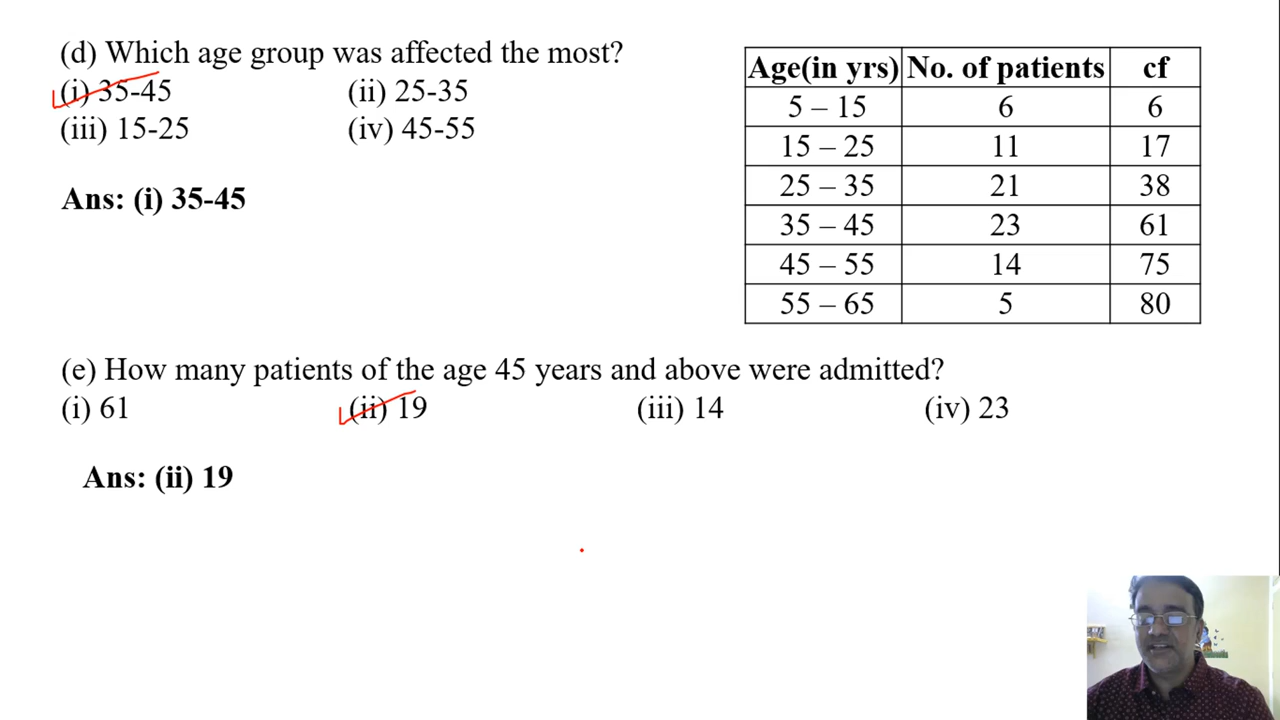 (d) Which age group was affected the most?
(i) 35-45 (ii) 25-35
(iii) 15-25 (iv) 45-55
Ans: (i) 35-45
Age(in yrs) No. of patients cf
5 – 15 6 6
15 – 25 11 17
25 – 35 21 38
35 – 45 23 61
45 – 55 14 75
55 – 65 5 80
(e) How many patients of the age 45 years and above were admitted?
(i) 61 (ii) 19 (iii) 14 (iv) 23
Ans: (ii) 19